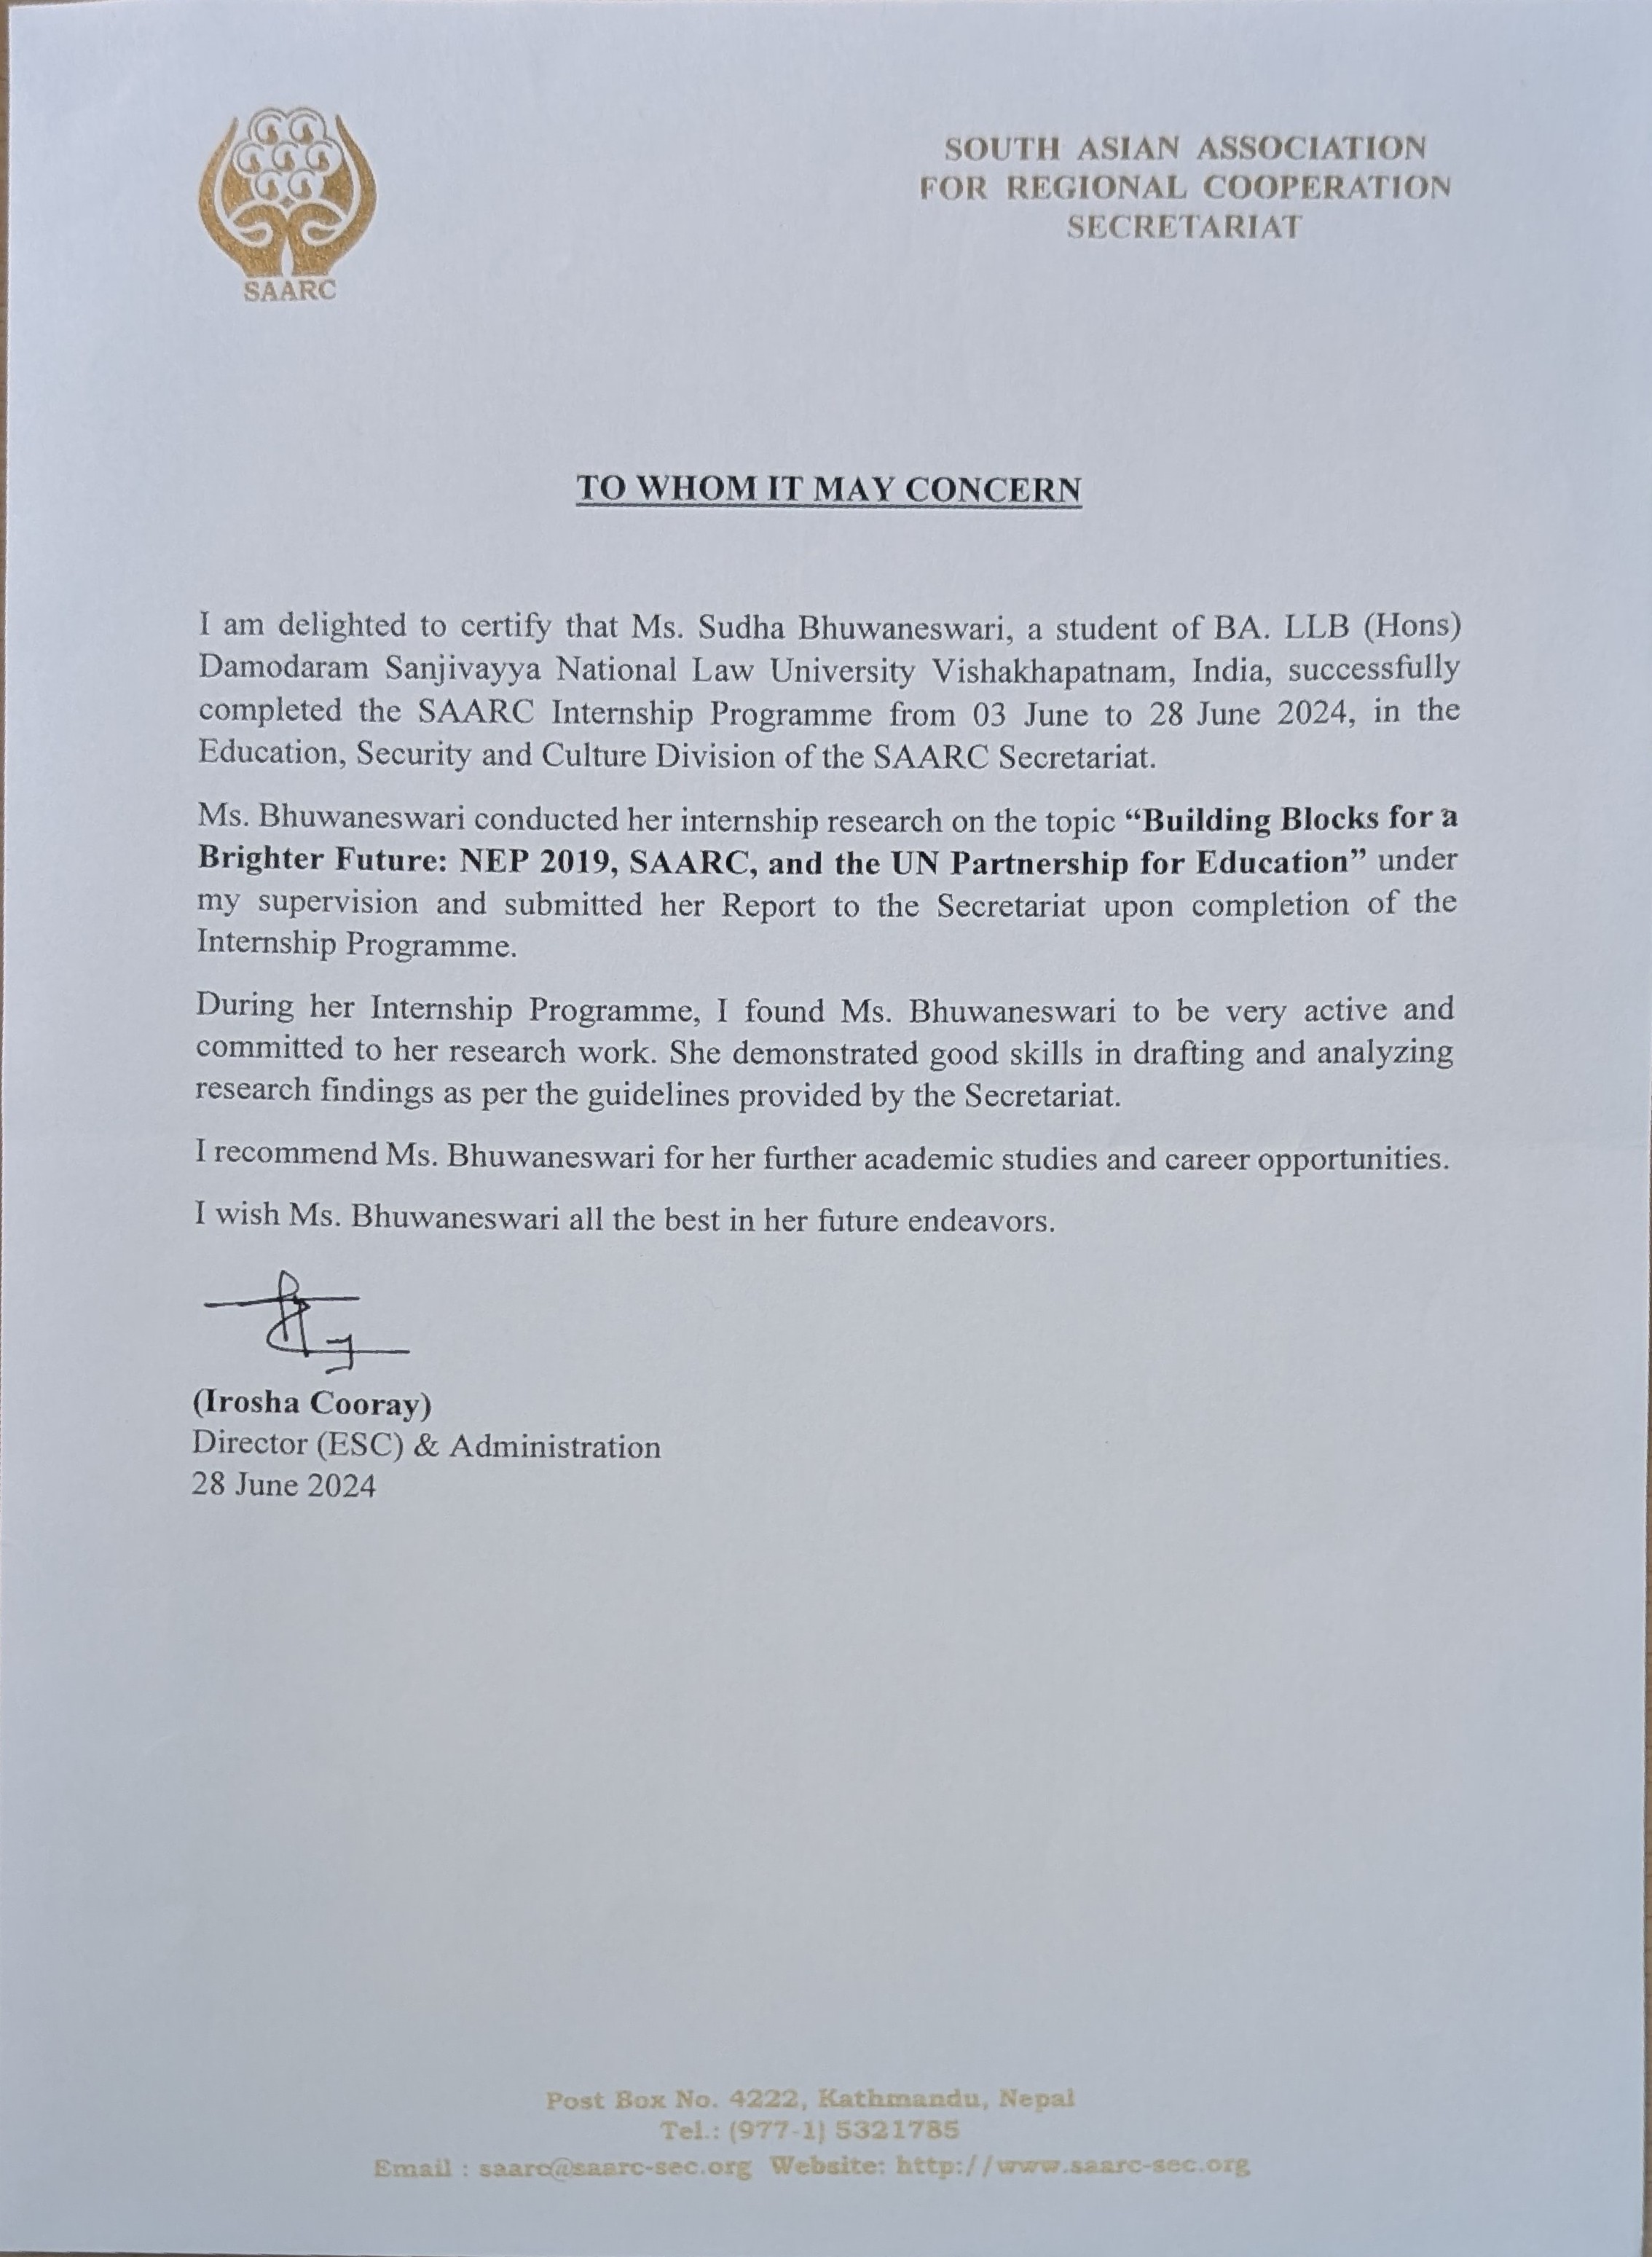 SAARC
SOUTH ASIAN ASSOCIATION
FOR REGIONAL COOPERATION
SECRETARIAT
TO WHOM IT MAY CONCERN
I am delighted to certify that Ms. Sudha Bhuwaneswari, a student of BA. LLB (Hons)
Damodaram Sanjivayya National Law University Vishakhapatnam, India, successfully
completed the SAARC Internship Programme from 03 June to 28 June 2024, in the
Education, Security and Culture Division of the SAARC Secretariat.
Ms. Bhuwaneswari conducted her internship research on the topic “Building Blocks for a
Brighter Future: NEP 2019, SAARC, and the UN Partnership for Education” under
my supervision and submitted her Report to the Secretariat upon completion of the
Internship Programme.
During her Internship Programme, I found Ms. Bhuwaneswari to be very active and
committed to her research work. She demonstrated good skills in drafting and analyzing
research findings as per the guidelines provided by the Secretariat.
I recommend Ms. Bhuwaneswari for her further academic studies and career opportunities.
I wish Ms. Bhuwaneswari all the best in her future endeavors.
(Irosha Cooray)
Director (ESC) & Administration
28 June 2024
Post Box No. 4222, Kathmandu, Nepal
Tel.: (977-1) 5321785
Email : saarc@saarc-sec.org Website: http://www.saarc-sec.org